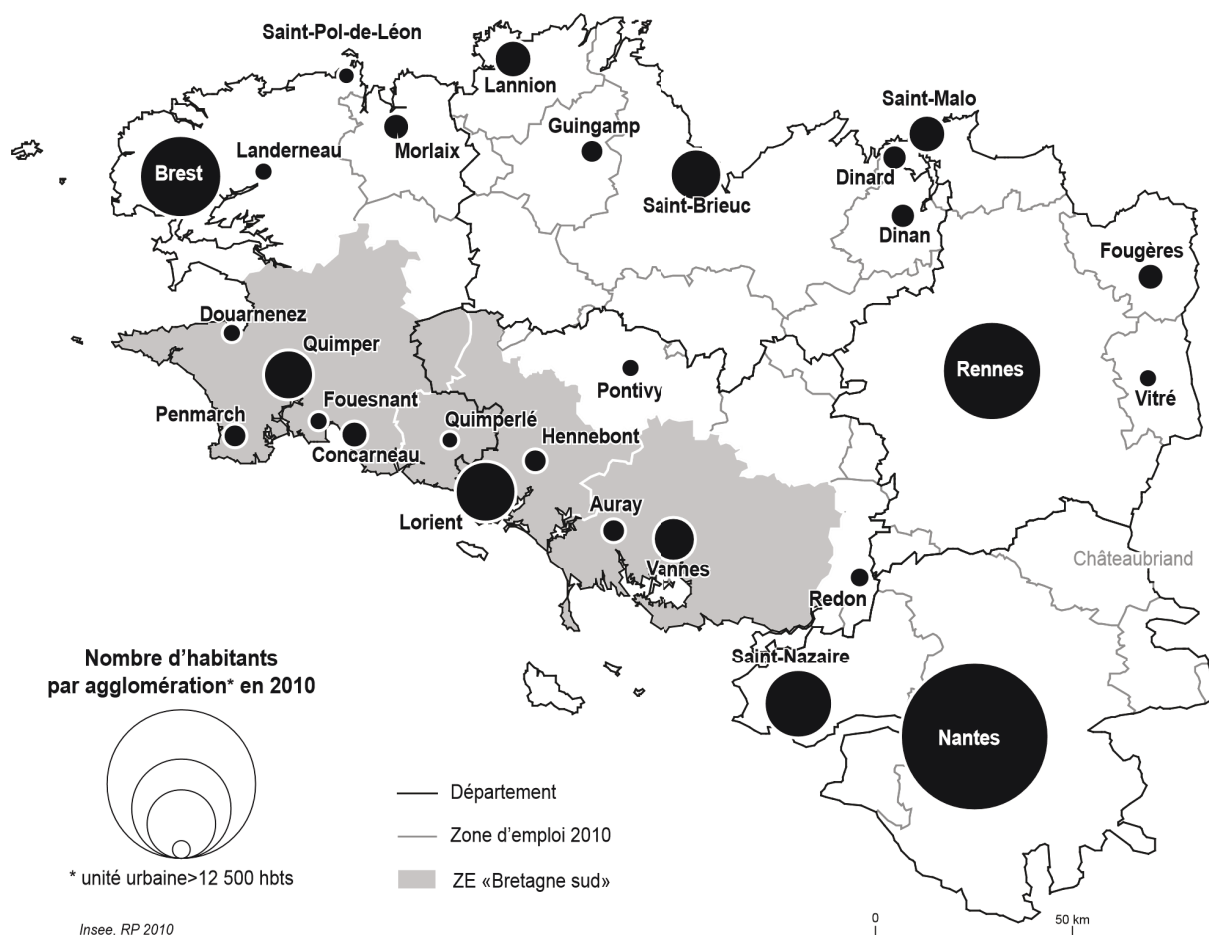 Saint-Pol-de-Léon
Lannion
Saint-Malo
Guingamp
Brest
Landerneau
Morlaix
Dinard
Saint-Brieuc
Dinan
Fougères
Douarnenez
Quimper
Rennes
Pontivy
Vitré
Fouesnant
Penmarch
Quimperlé
Hennebont
Concarneau
Auray
Lorient
Vannes
Châteaubriand
Redon
Saint-Nazaire
Nantes
Nombre d'habitants
par agglomération* en 2010
* unité urbaine>12 500 hbts
Département
Zone d'emploi 2010
ZE «Bretagne sud»
Insee, RP 2010
0 50 km